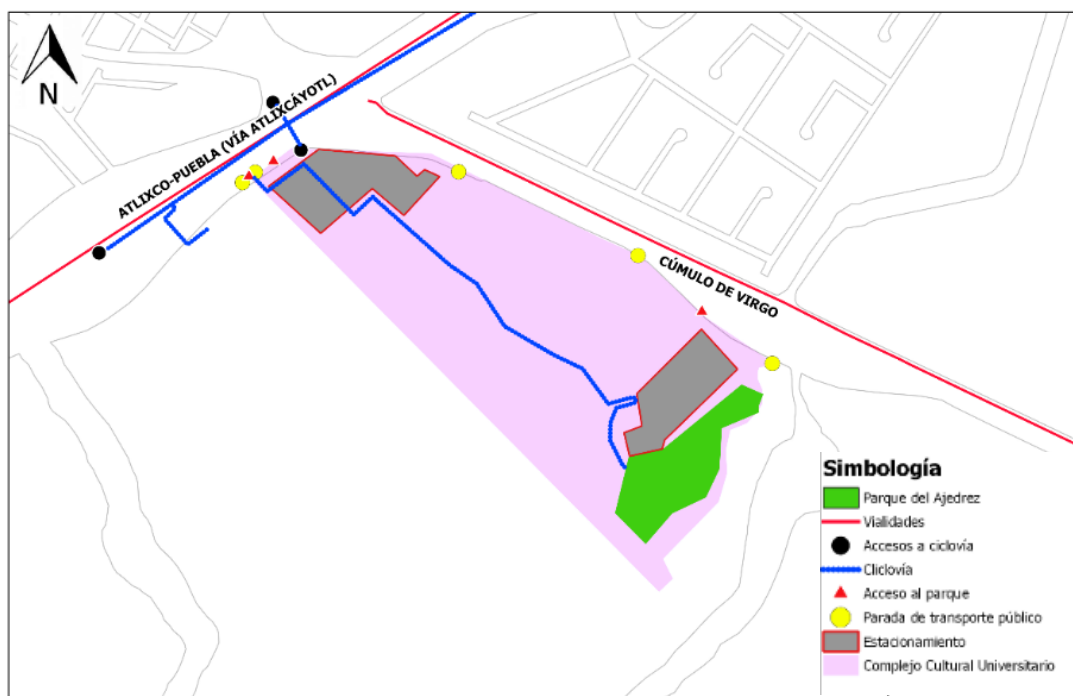 N
ATLIXCO-PUEBLA (VÍA ATLIXCÁYOTL)
CÚMULO DE VIRGO
Simbología
Parque del Ajedrez
Vialidades
Accesos a ciclovía
Cliclovía
Acceso al parque
Parada de transporte público
Estacionamiento
Complejo Cultural Universitario